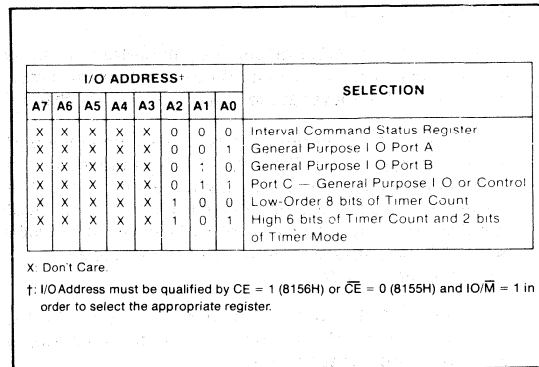 I/O ADDRESS†
SELECTION
A7 A6 A5 A4 A3 A2 A1 A0
X X X X X 0 0 0 Interval Command Status Register
X X X X X 0 0 1 General Purpose I O Port A
X X X X X 0 1 0 General Purpose I O Port B
X X X X X 0 1 1 Port C — General Purpose I O or Control
X X X X X 1 0 0 Low-Order 8 bits of Timer Count
X X X X X 1 0 1 High 6 bits of Timer Count and 2 bits
of Timer Mode
X: Don't Care.
†: I/O Address must be qualified by CE = 1 (8156H) or C̅E̅ = 0 (8155H) and IO/M̅ = 1 in
order to select the appropriate register.